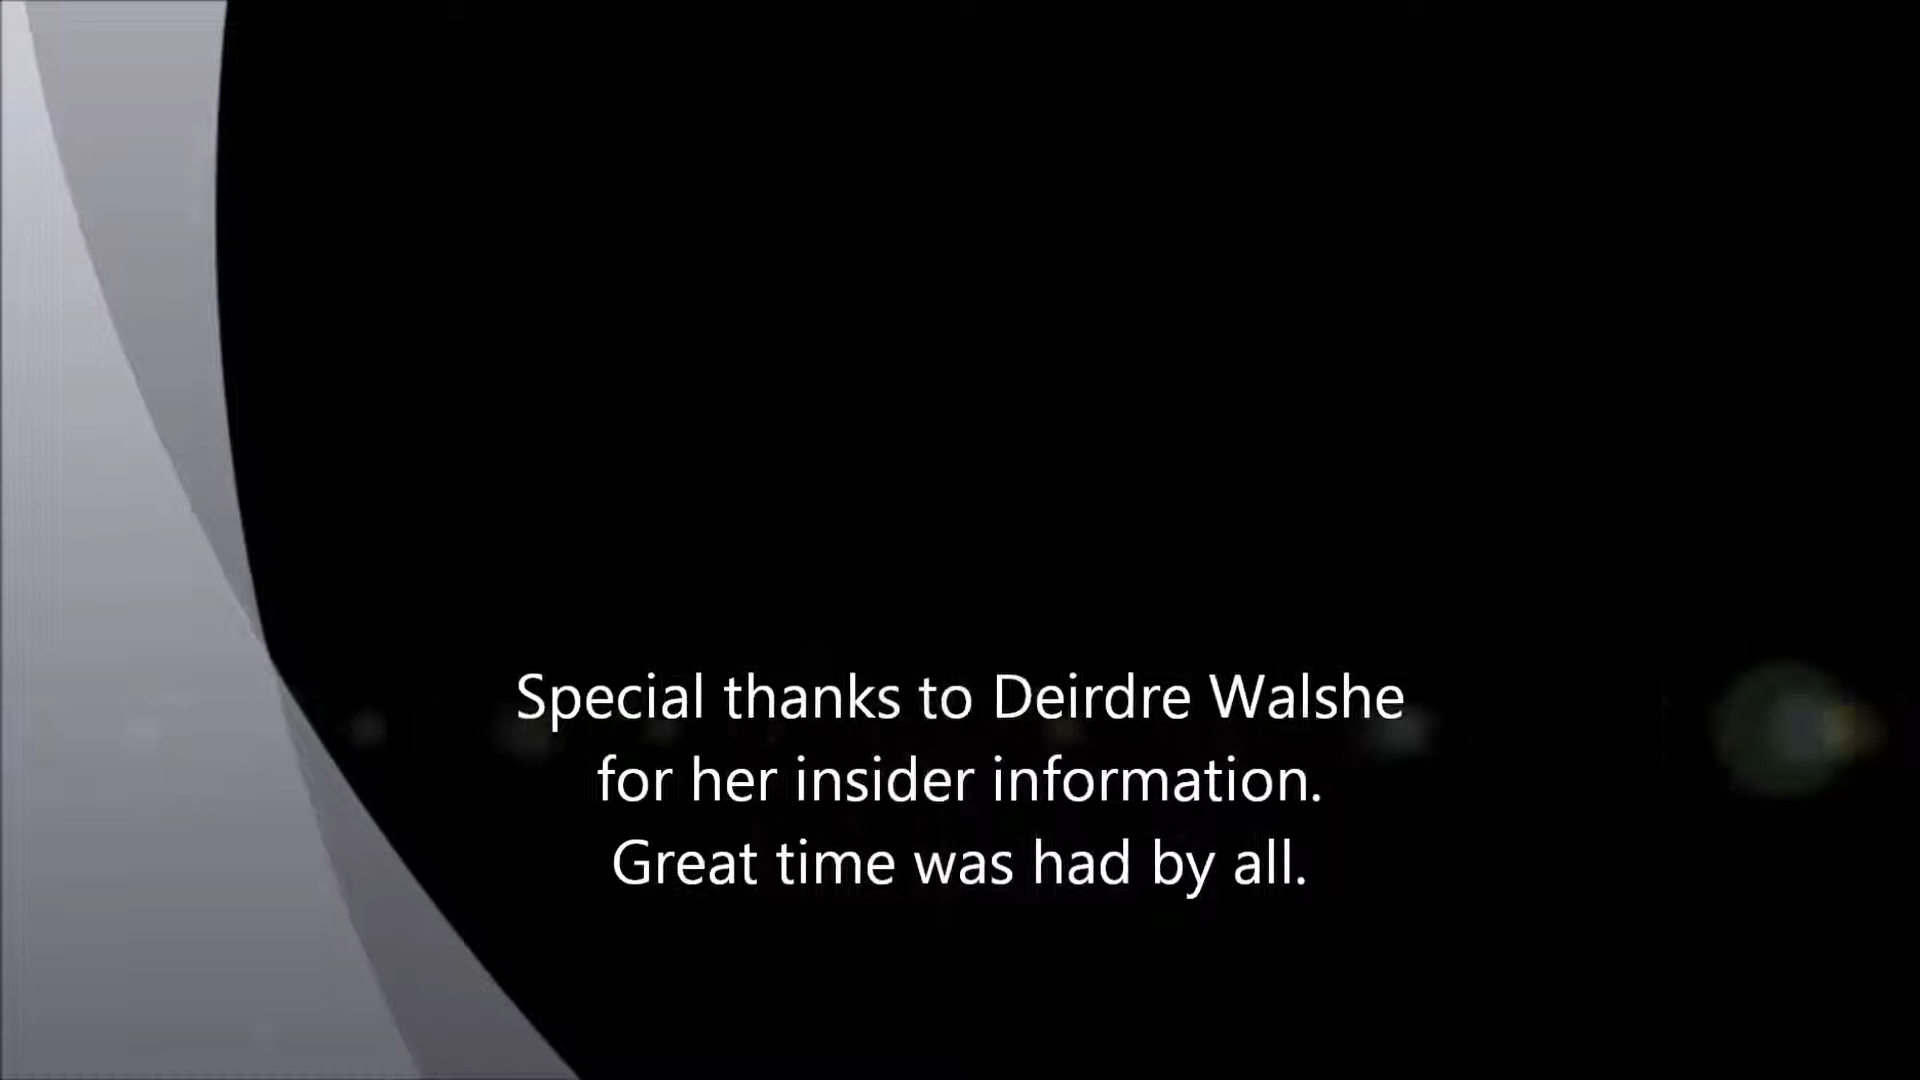 Special thanks to Deirdre Walshe
for her insider information.
Great time was had by all.